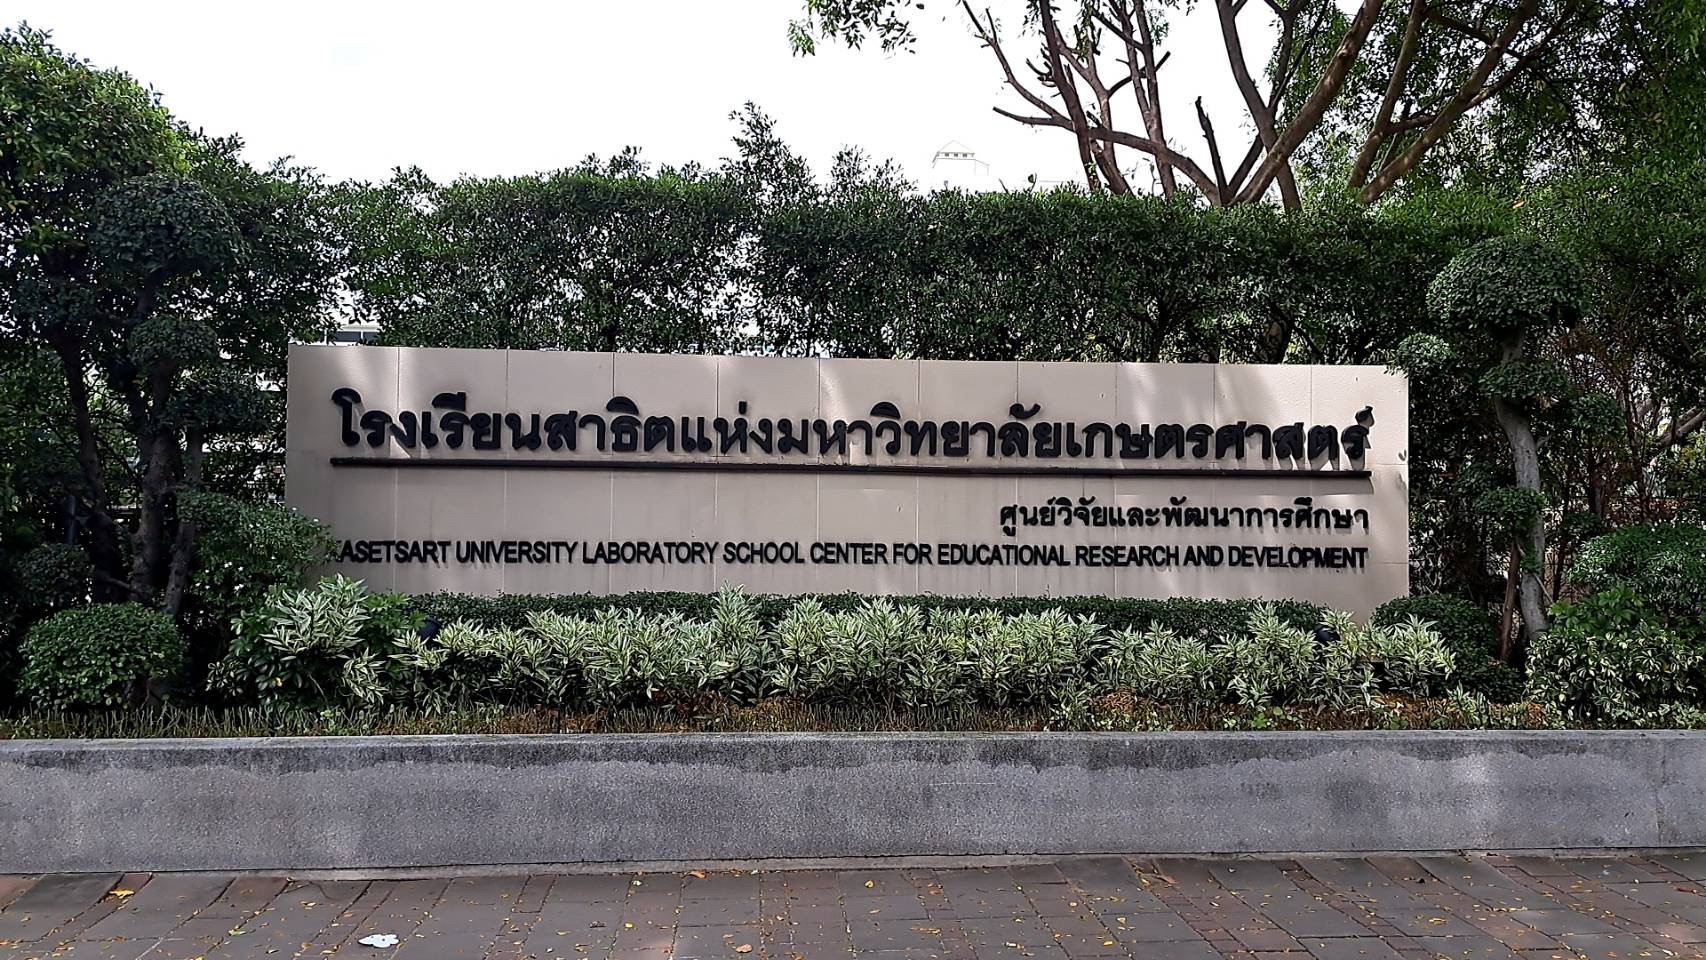 โรงเรียนสาธิตแห่งมหาวิทยาลัยเกษตรศาสตร์
ศูนย์วิจัยและพัฒนาการศึกษา
KASETSART UNIVERSITY LABORATORY SCHOOL CENTER FOR EDUCATIONAL RESEARCH AND DEVELOPMENT